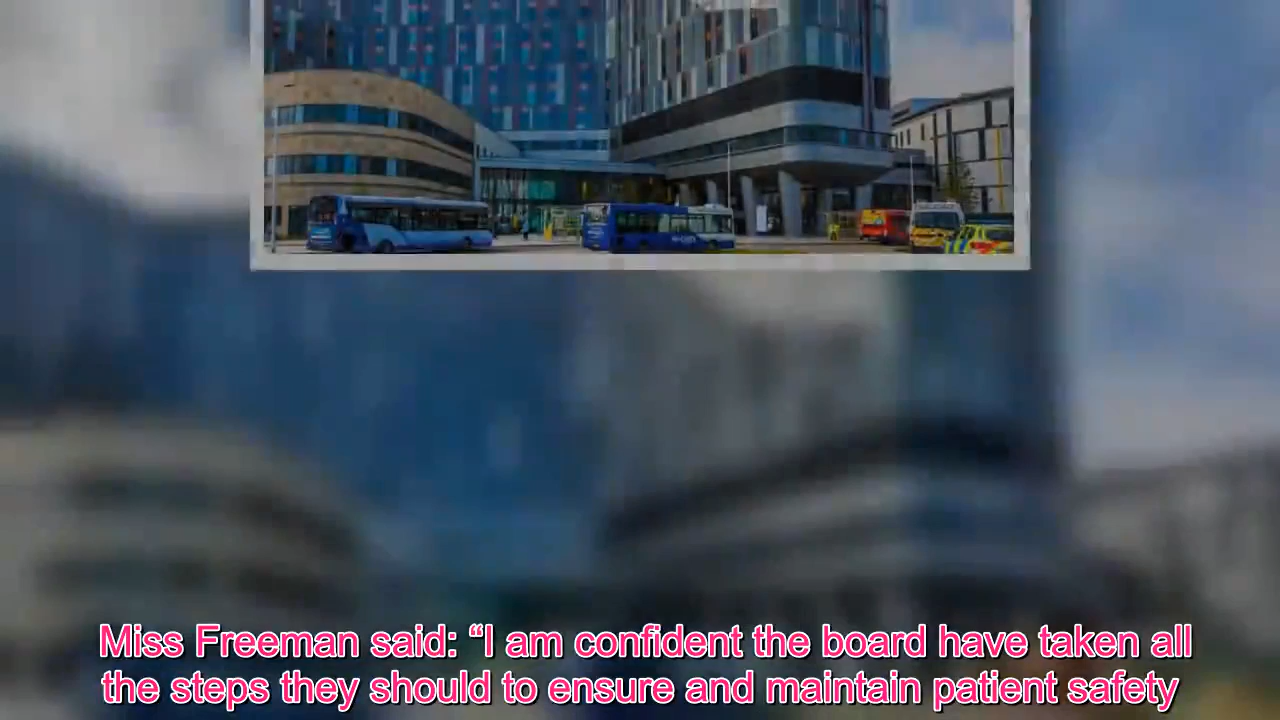 Miss Freeman said: “I am confident the board have taken all
the steps they should to ensure and maintain patient safety